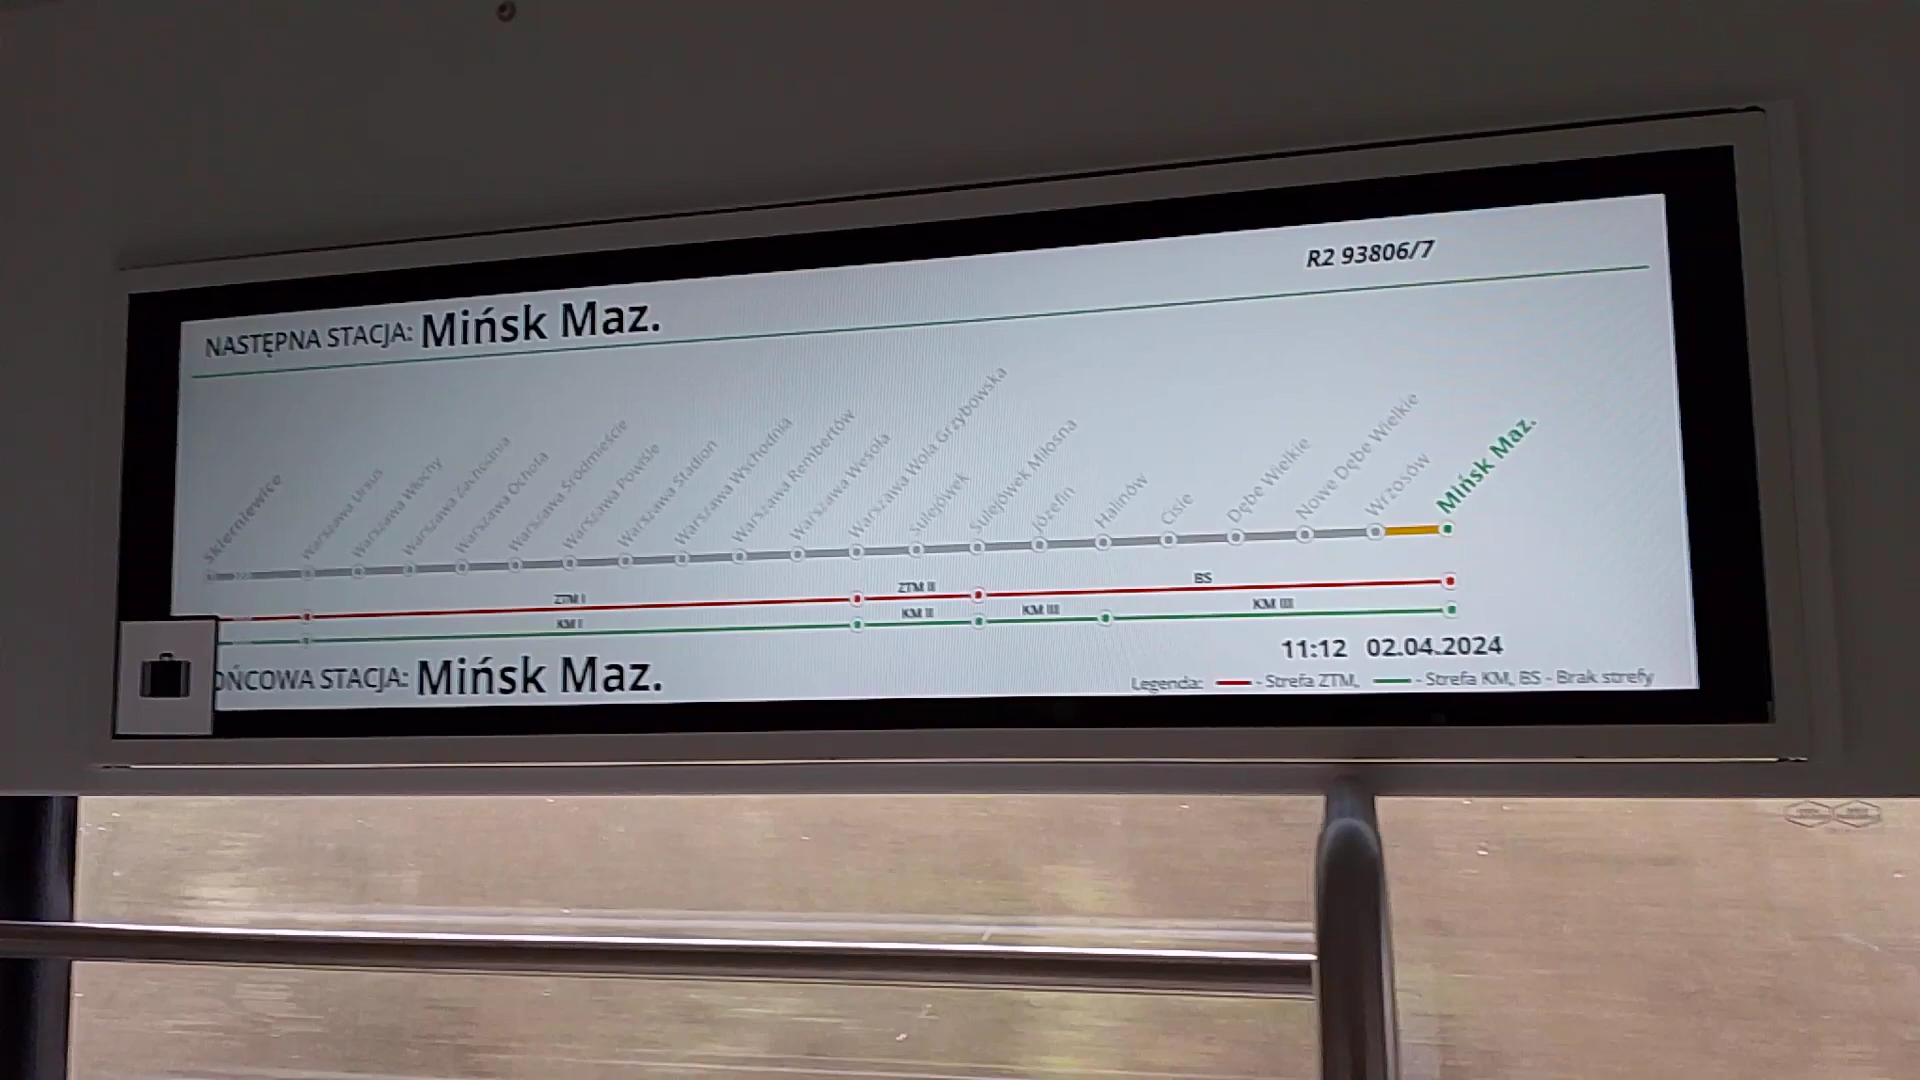 R2 93806/7
NASTĘPNA STACJA: Mińsk Maz.
Skierniewice
Warszawa Ursus
Warszawa Włochy
Warszawa Zachodnia
Warszawa Ochota
Warszawa Śródmieście
Warszawa Powiśle
Warszawa Stadion
Warszawa Wschodnia
Warszawa Rembertów
Warszawa Wesoła
Warszawa Wola Grzybowska
Sulejówek
Sulejówek Miłosna
Józefin
Halinów
Cisie
Dębe Wielkie
Nowe Dębe Wielkie
Wrzosów
Mińsk Maz.
ZTM I
ZTM II
BS
KM I
KM II
KM III
KM III
OŃCOWA STACJA: Mińsk Maz.
11:12 02.04.2024
Legenda: - Strefa ZTM, - Strefa KM, BS - Brak strefy